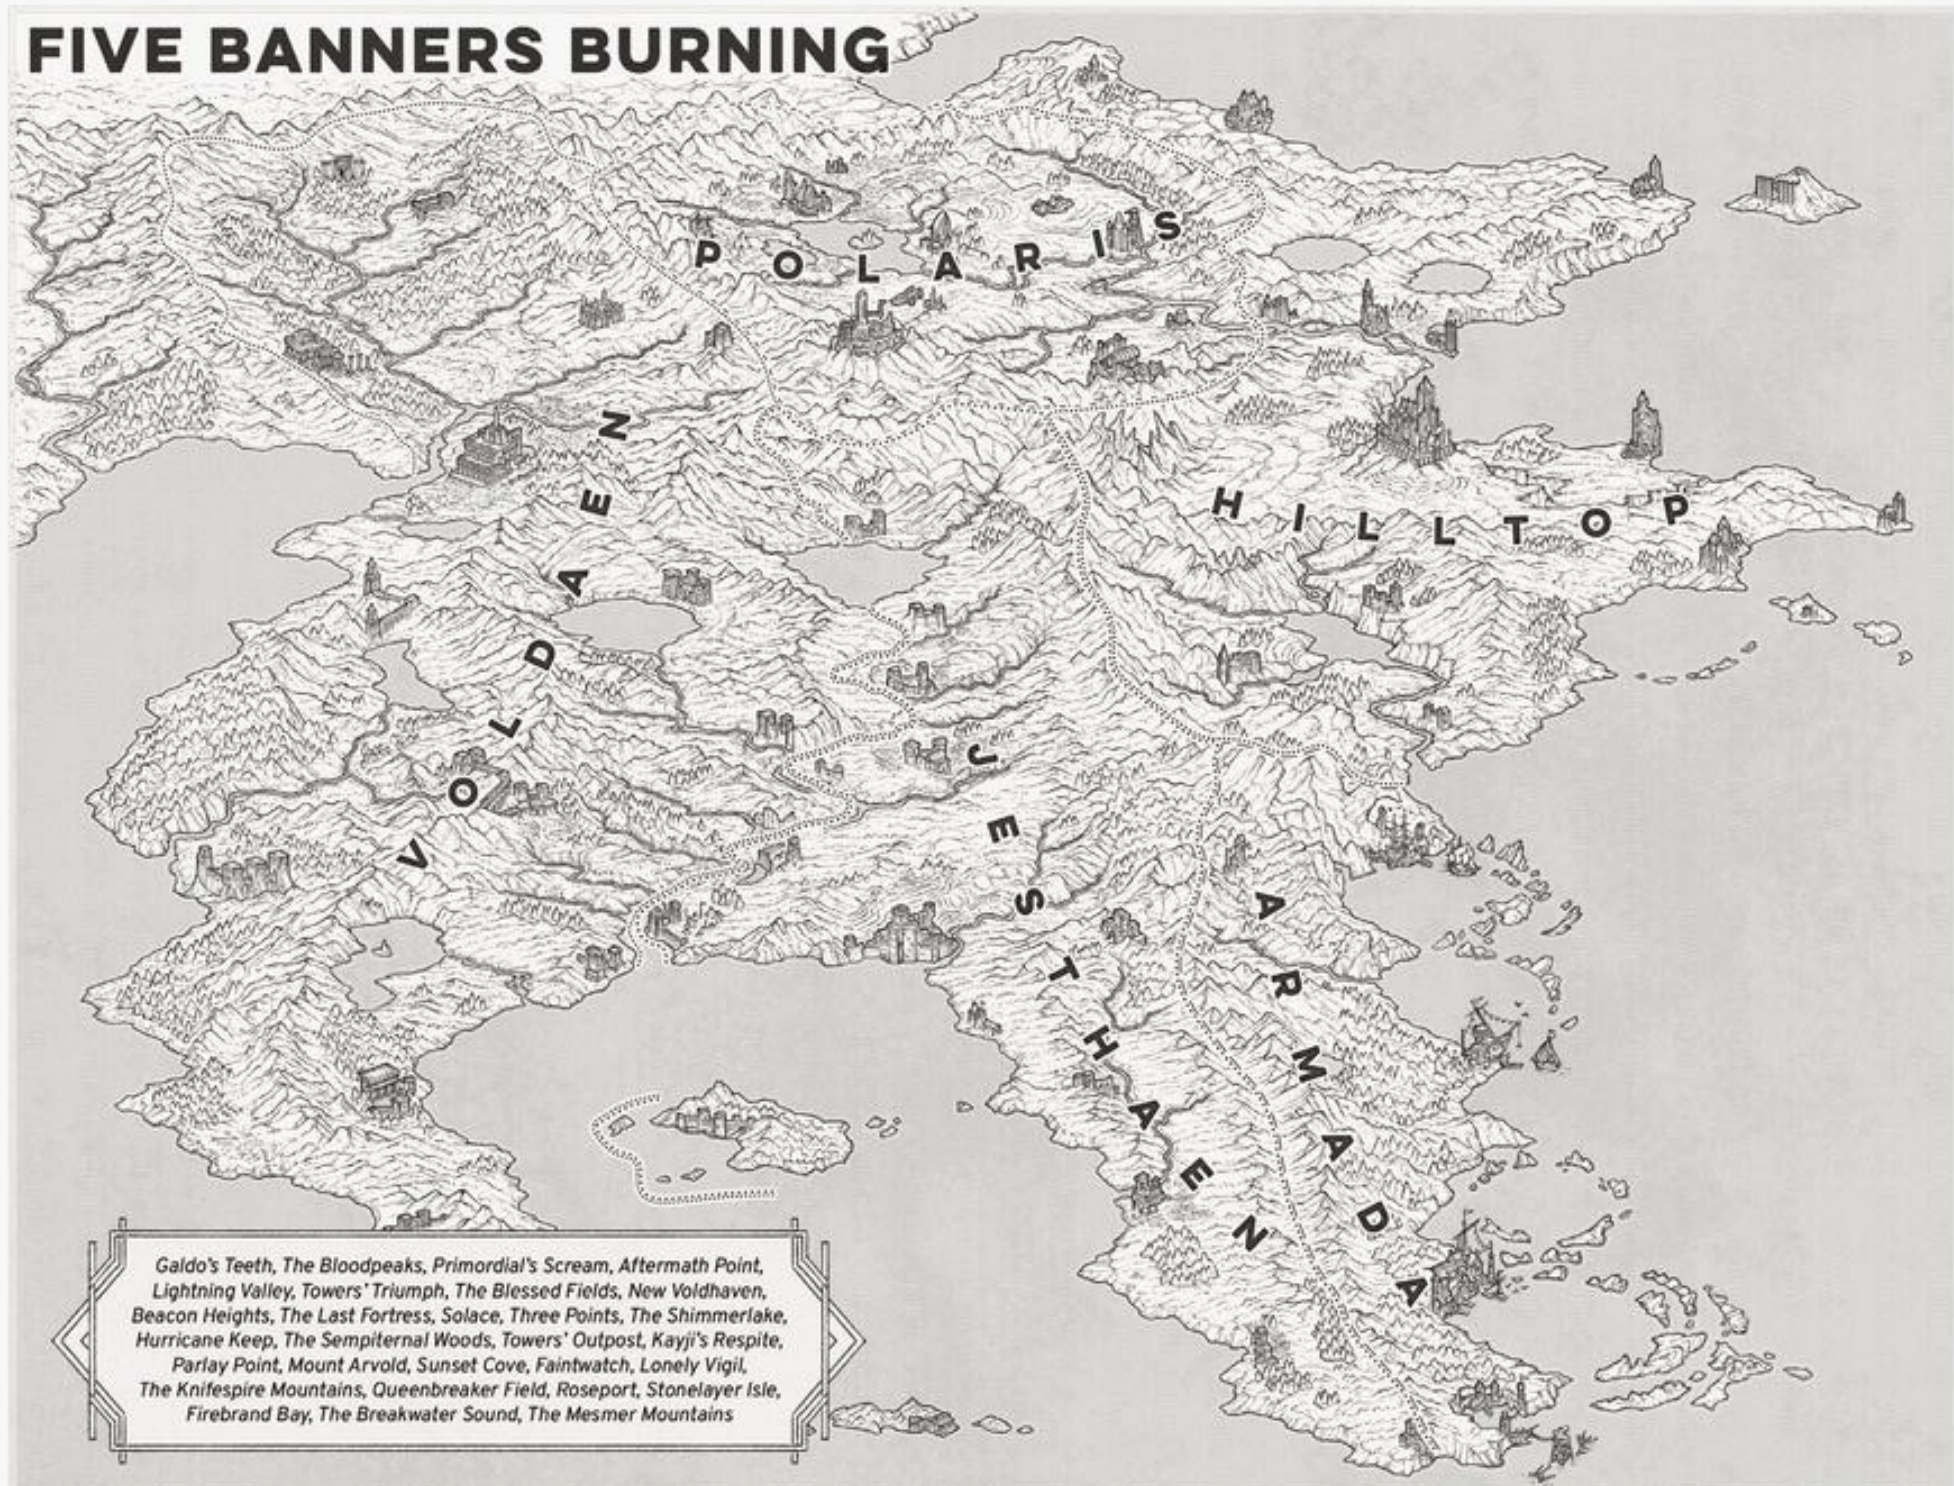 FIVE BANNERS BURNING
POLARIS
VOLDAEN
HILLTOP
JESTHAEN
ARMADA
Galdo's Teeth, The Bloodpeaks, Primordial's Scream, Aftermath Point,
Lightning Valley, Towers' Triumph, The Blessed Fields, New Voldhaven,
Beacon Heights, The Last Fortress, Solace, Three Points, The Shimmerlake,
Hurricane Keep, The Sempiternal Woods, Towers' Outpost, Kayji's Respite,
Parlay Point, Mount Arvold, Sunset Cove, Faintwatch, Lonely Vigil,
The Knifespire Mountains, Queenbreaker Field, Roseport, Stonelayer Isle,
Firebrand Bay, The Breakwater Sound, The Mesmer Mountains